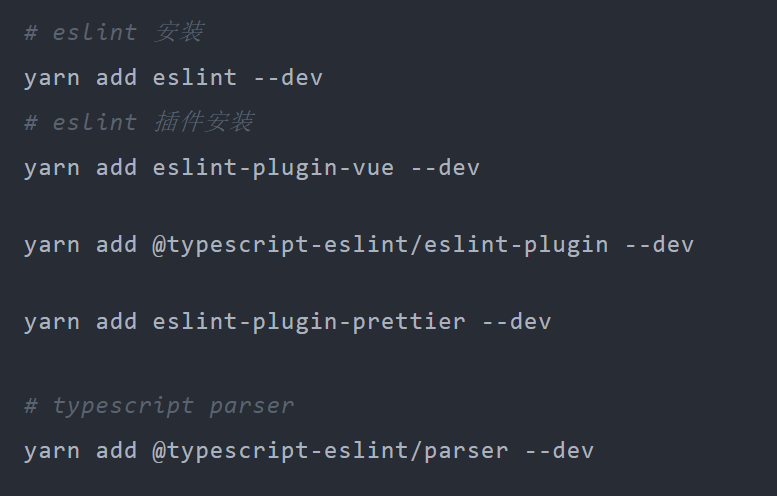 # eslint 安装
yarn add eslint --dev
# eslint 插件安装
yarn add eslint-plugin-vue --dev
yarn add @typescript-eslint/eslint-plugin --dev
yarn add eslint-plugin-prettier --dev
# typescript parser
yarn add @typescript-eslint/parser --dev